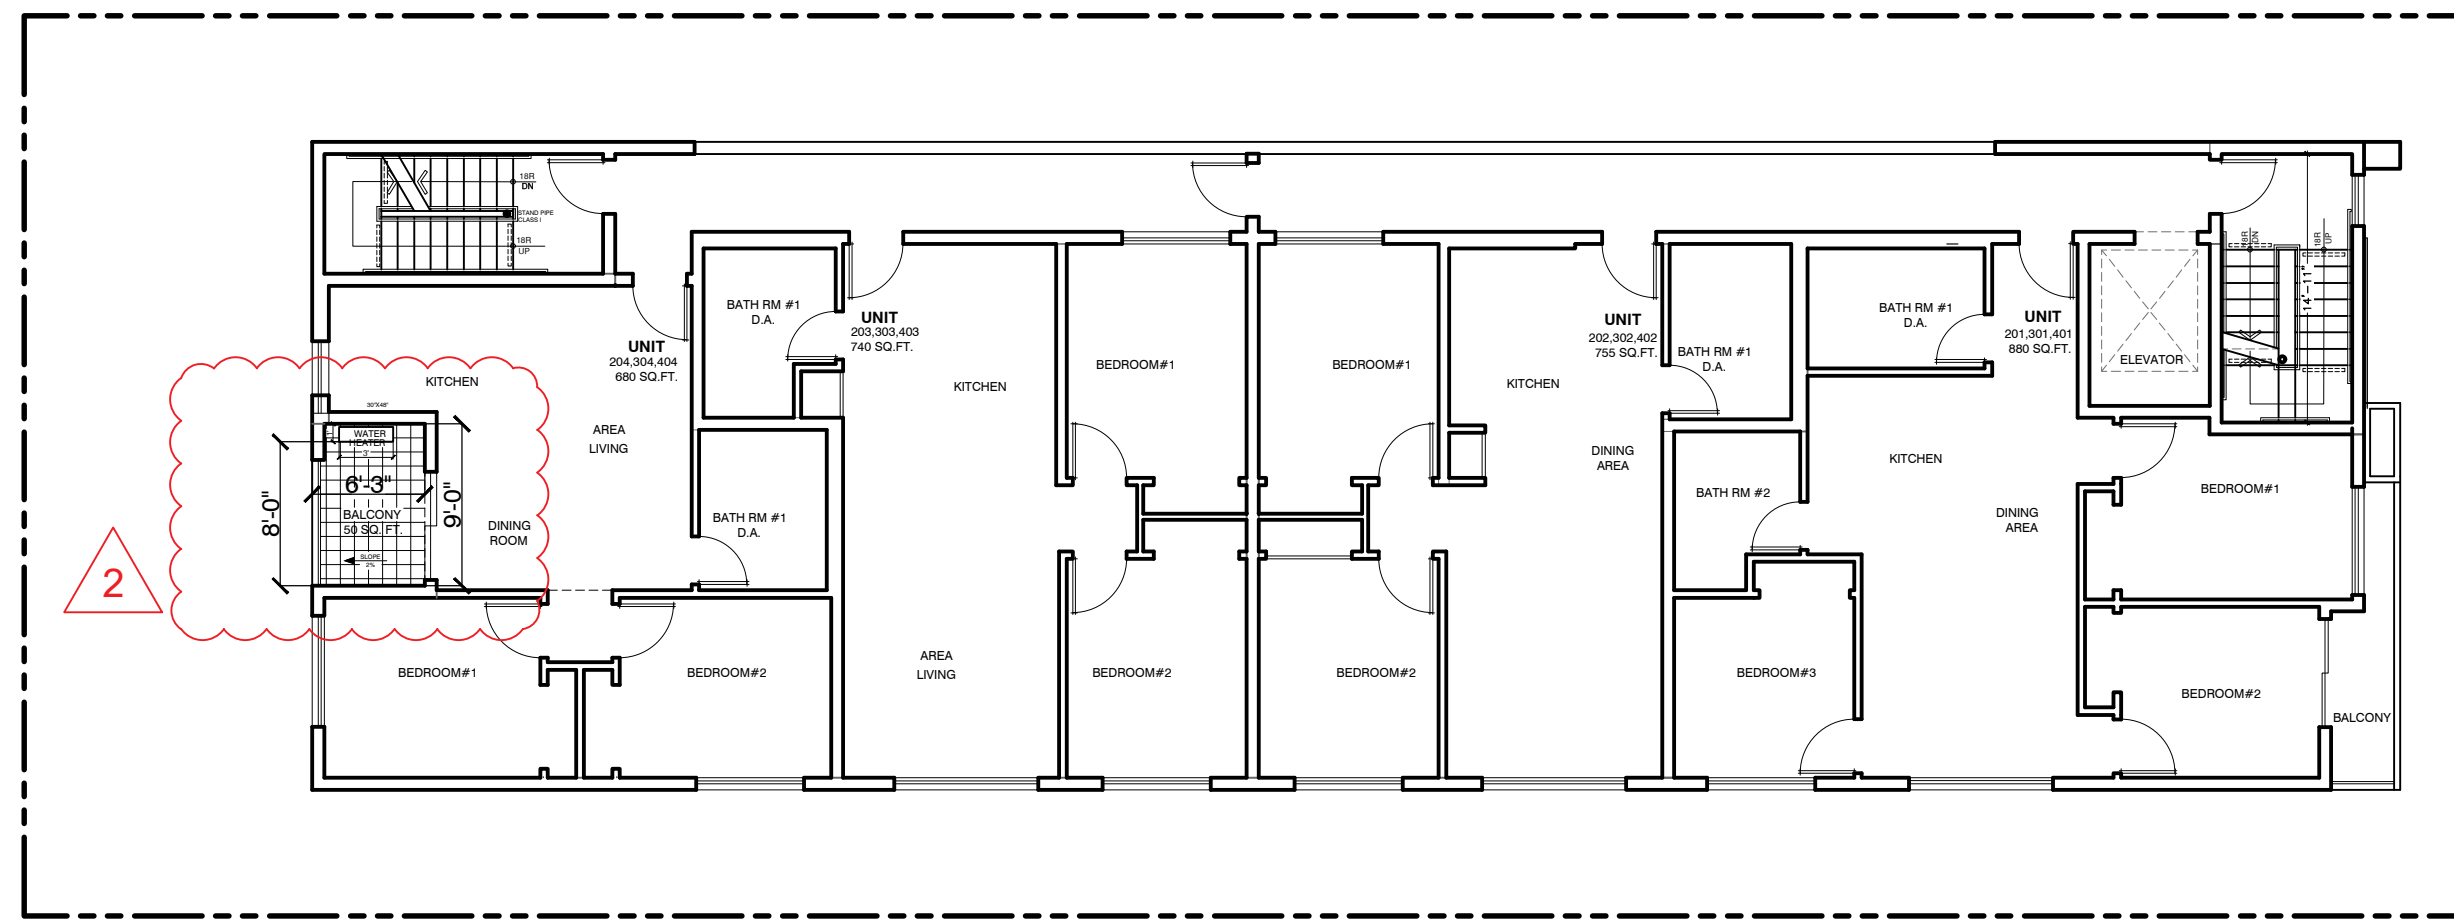 18R
DN
STAND PIPE
CLASS I
18R
UP
UNIT
204,304,404
680 SQ.FT.
KITCHEN
30"X48"
WATER
HEATER
3'
6'-3"
8'-0"
9'-0"
BALCONY
50 SQ. FT.
SLOPE
2%
2
DINING
ROOM
AREA
LIVING
BATH RM #1
D.A.
BATH RM #1
D.A.
BEDROOM#1
BEDROOM#2
UNIT
203,303,403
740 SQ.FT.
KITCHEN
AREA
LIVING
BEDROOM#1
BEDROOM#2
BEDROOM#1
BEDROOM#2
KITCHEN
UNIT
202,302,402
755 SQ.FT.
DINING
AREA
BATH RM #1
D.A.
BATH RM #2
BEDROOM#3
BATH RM #1
D.A.
UNIT
201,301,401
880 SQ.FT.
KITCHEN
DINING
AREA
ELEVATOR
18R
DN
18R
UP
14'-11"
BEDROOM#1
BEDROOM#2
BALCONY